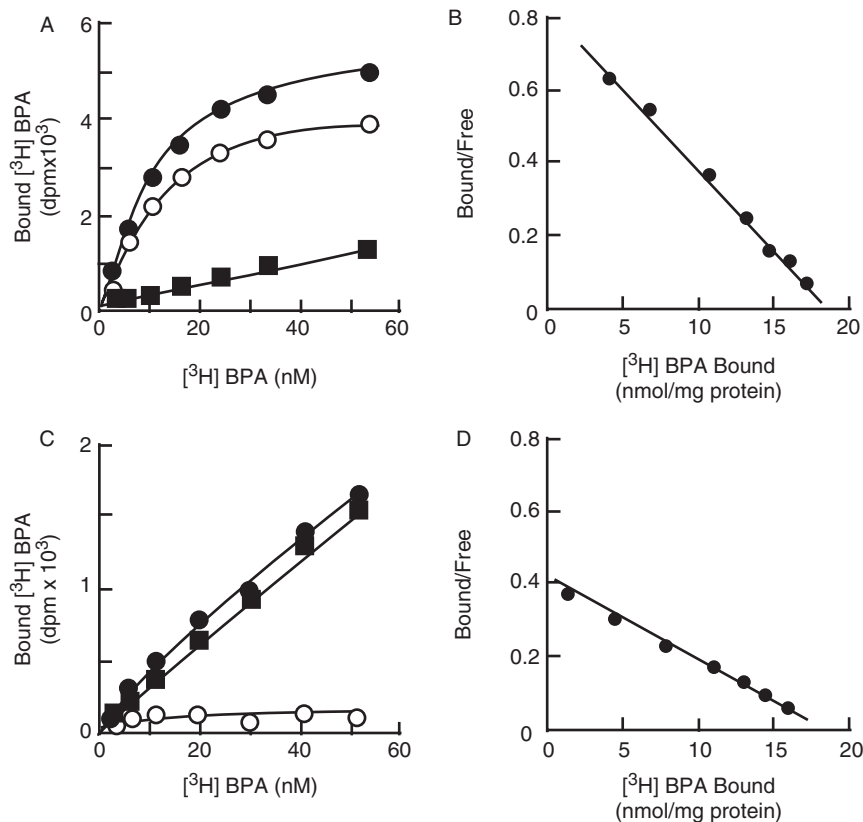 A
Bound [³H] BPA
(dpmx10³)
6
4
2
0
0
20
40
60
[³H] BPA (nM)
B
Bound/Free
0.8
0.6
0.4
0.2
0
0
5
10
15
20
[³H] BPA Bound
(nmol/mg protein)
C
Bound [³H] BPA
(dpm x 10³)
2
1
0
0
20
40
60
[³H] BPA (nM)
D
Bound/Free
0.8
0.6
0.4
0.2
0
0
5
10
15
20
[³H] BPA Bound
(nmol/mg protein)